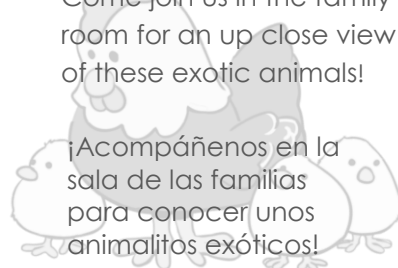 Come join us in the family
room for an up close view
of these exotic animals!
¡Acompáñenos en la
sala de las familias
para conocer unos
animalitos exóticos!